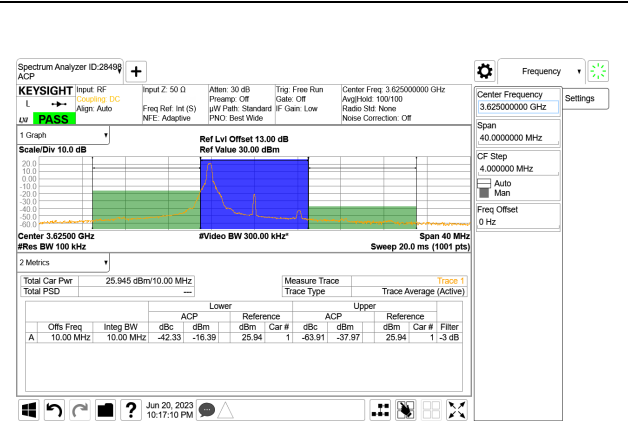 Spectrum Analyzer ID:28498
ACP
Frequency
KEYSIGHT Input: RF Input Z: 50 Ω Atten: 30 dB Trig: Free Run Center Freq: 3.625000000 GHz
L Coupling: DC Preamp: Off Gate: Off Avg|Hold: 100/100
Align: Auto Freq Ref: Int (S) µW Path: Standard IF Gain: Low Radio Std: None
LNI PASS NFE: Adaptive PNO: Best Wide Noise Correction: Off
Center Frequency
3.625000000 GHz
Settings
Span
40.0000000 MHz
CF Step
4.000000 MHz
Auto
Man
Freq Offset
0 Hz
1 Graph
Ref Lvl Offset 13.00 dB
Scale/Div 10.0 dB Ref Value 30.00 dBm
20.0
10.0
0.00
-10.0
-20.0
-30.0
-40.0
-50.0
-60.0
Center 3.62500 GHz #Video BW 300.00 kHz* Span 40 MHz
#Res BW 100 kHz Sweep 20.0 ms (1001 pts)
2 Metrics
Total Car Pwr 25.945 dBm/10.00 MHz Measure Trace Trace 1
Total PSD --- Trace Type Trace Average (Active)
Lower Upper
ACP Reference ACP Reference
Offs Freq Integ BW dBc dBm dBm Car # dBc dBm dBm Car # Filter
A 10.00 MHz 10.00 MHz -42.33 -16.39 25.94 1 -63.91 -37.97 25.94 1 -3 dB
Jun 20, 2023
10:17:10 PM